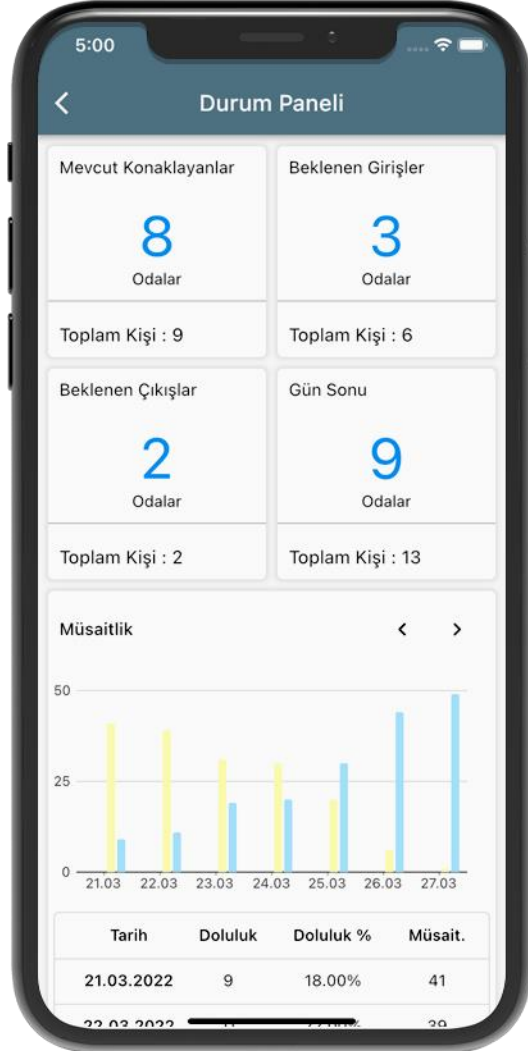 5:00
Durum Paneli
Mevcut Konaklayanlar
8
Odalar
Toplam Kişi : 9
Beklenen Girişler
3
Odalar
Toplam Kişi : 6
Beklenen Çıkışlar
2
Odalar
Toplam Kişi : 2
Gün Sonu
9
Odalar
Toplam Kişi : 13
Müsaitlik
50
25
0
21.03 22.03 23.03 24.03 25.03 26.03 27.03
Tarih Doluluk Doluluk % Müsait.
21.03.2022 9 18.00% 41
22.03.2022 39